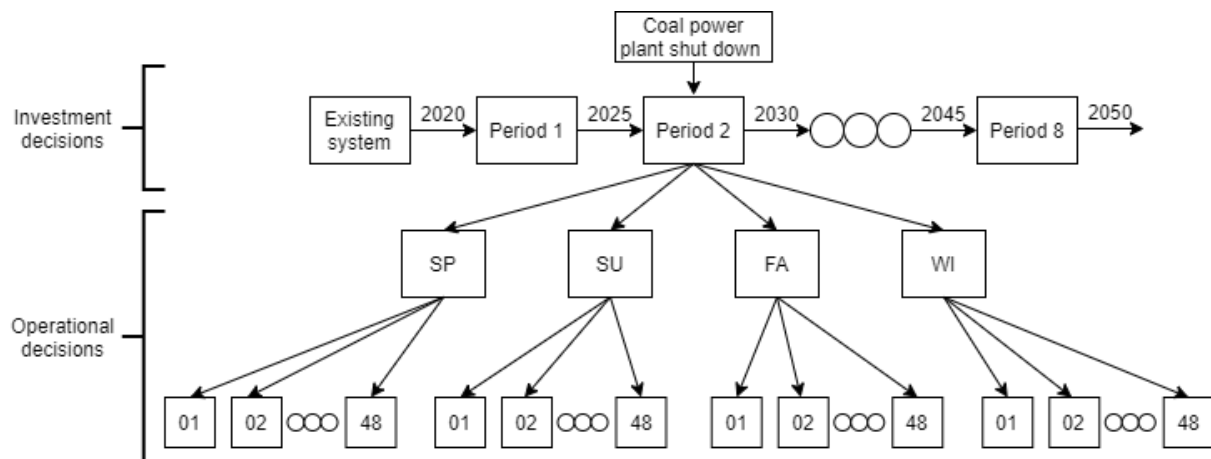 Coal power
plant shut down
Investment
decisions
Existing
system
2020
Period 1
2025
Period 2
2030
2045
Period 8
2050
SP
SU
FA
WI
Operational
decisions
01
02
48
01
02
48
01
02
48
01
02
48